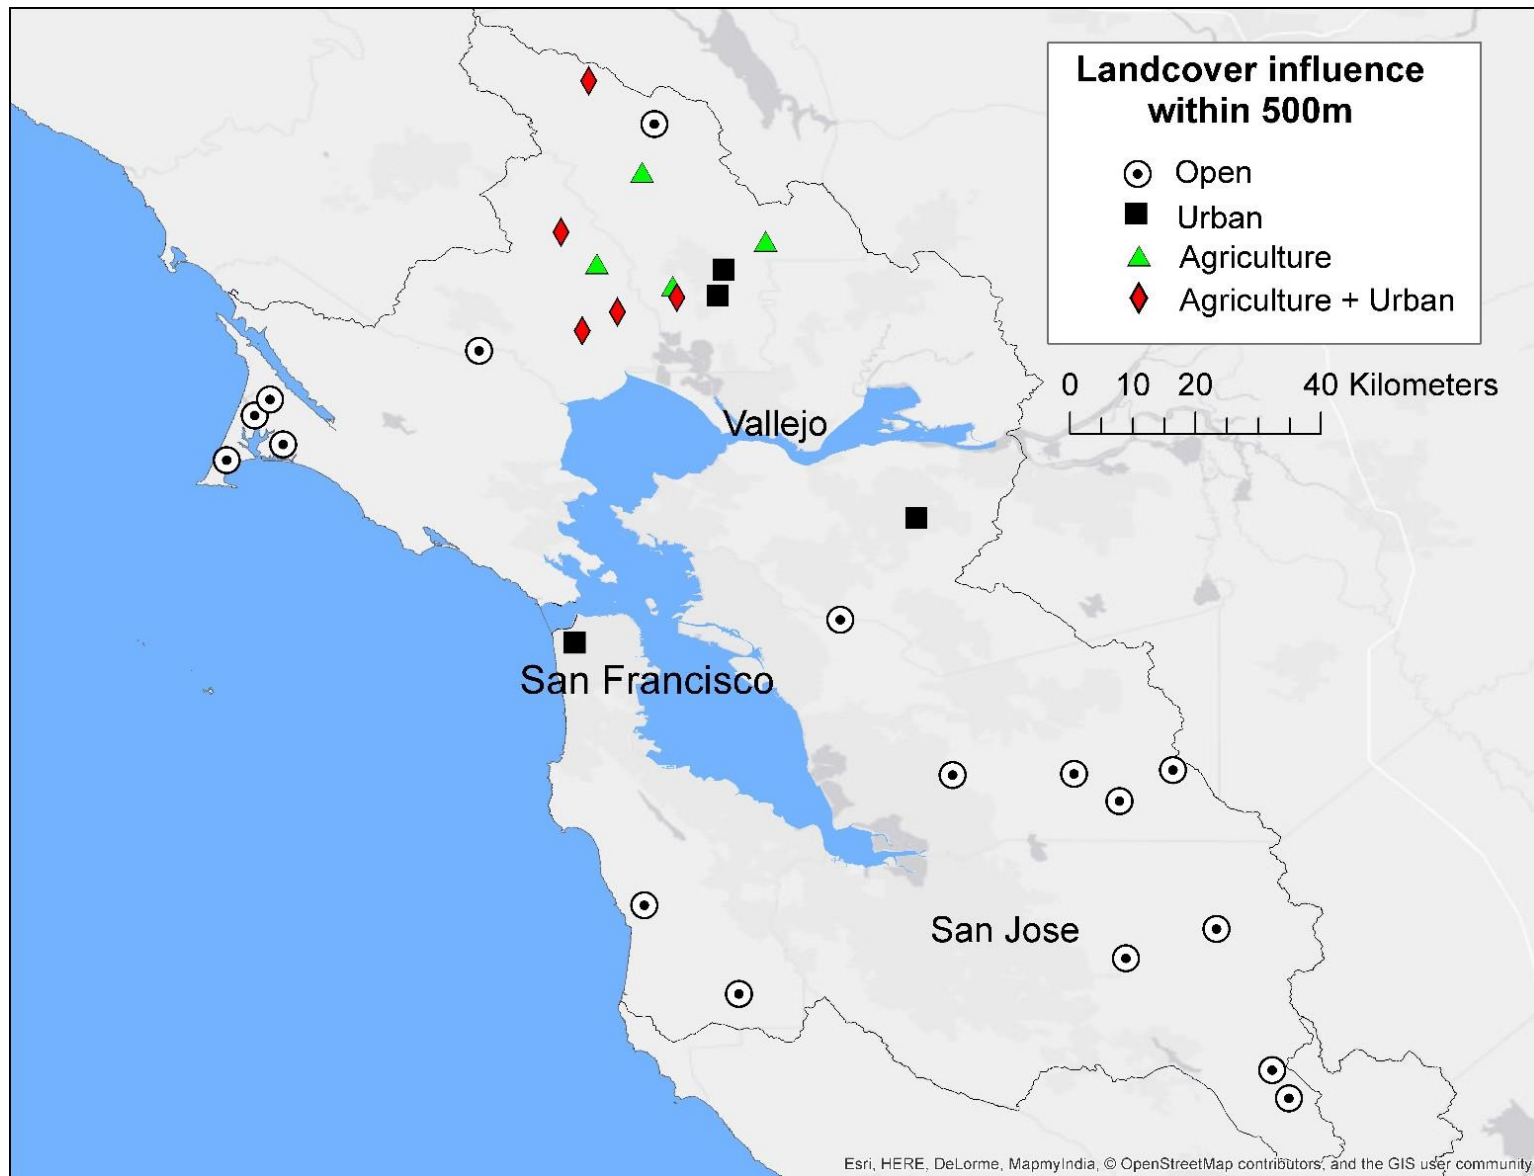 Landcover influence
within 500m
Open
Urban
Agriculture
Agriculture + Urban
0 10 20 40 Kilometers
Vallejo
San Francisco
San Jose
Esri, HERE, DeLorme, MapmyIndia, © OpenStreetMap contributors, and the GIS user community